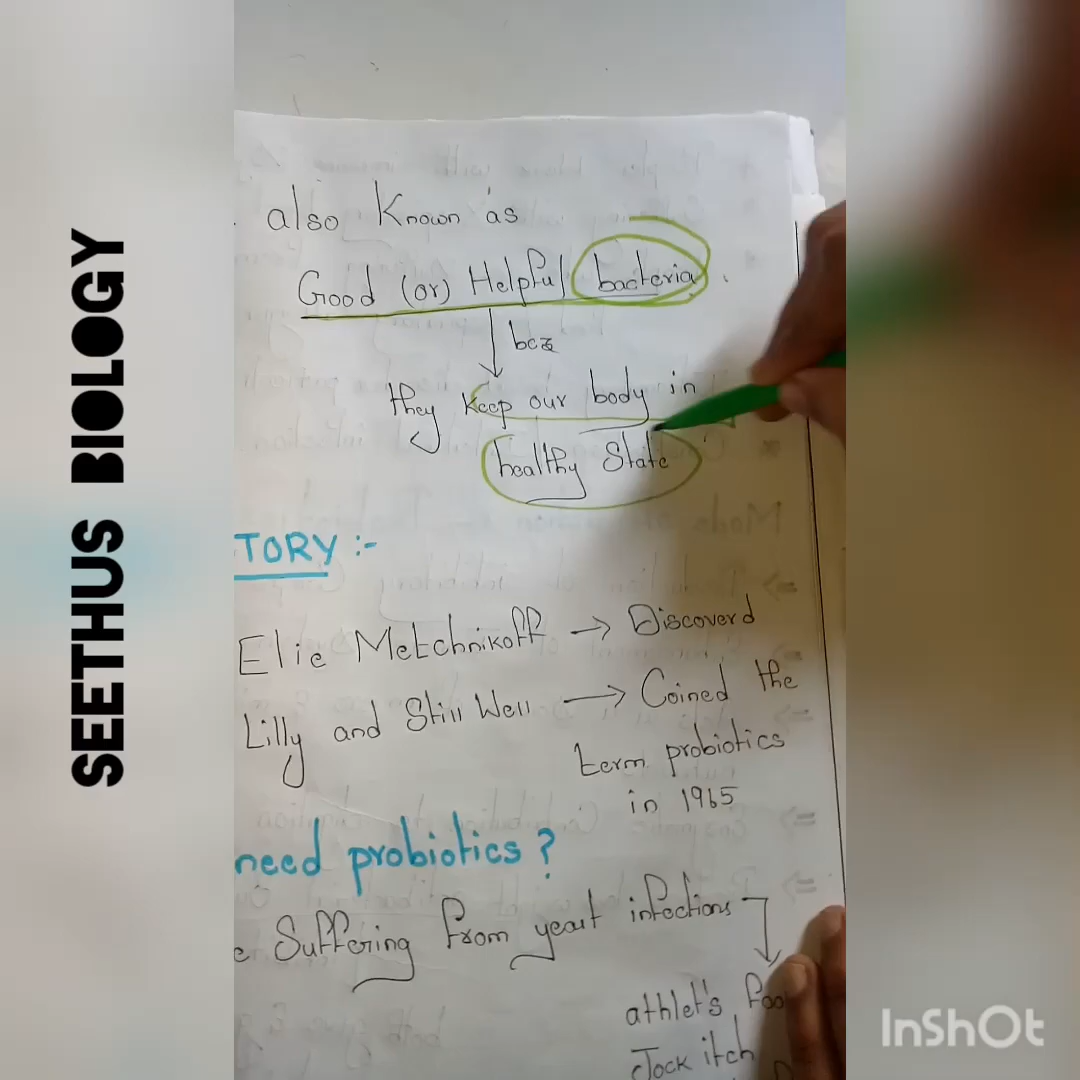 SEETHUS BIOLOGY
also Known as
Good (or) Helpful bacteria.
bcz
they Keep our body in
healthy State
TORY :-
Elie Metchnikoff → Discoverd
Lilly and Still Well → Coined the
term probiotics
in 1965
need probiotics ?
e Suffering from yeast infections
athlet's Foo
Jock itch
InShOt